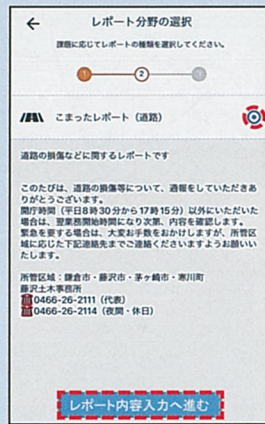 レポート分野の選択
課題に応じてレポートの種類を選択してください。
1
2
3
こまったレポート（道路）
道路の損傷などに関するレポートです
このたびは、道路の損傷等について、通報をしていただきあ
りがとうございます。
開庁時間（平日8時30分から17時15分）以外にいただいた
場合は、翌業務開始時間になり次第、内容を確認します。
緊急を要する場合は、大変お手数をおかけしますが、所管区
域に応じた下記連絡先までご連絡くださいますようお願いい
たします。
所管区域：鎌倉市・藤沢市・茅ヶ崎市・寒川町
藤沢土木事務所
☎0466-26-2111（代表）
☎0466-26-2114（夜間・休日）
レポート内容入力へ進む